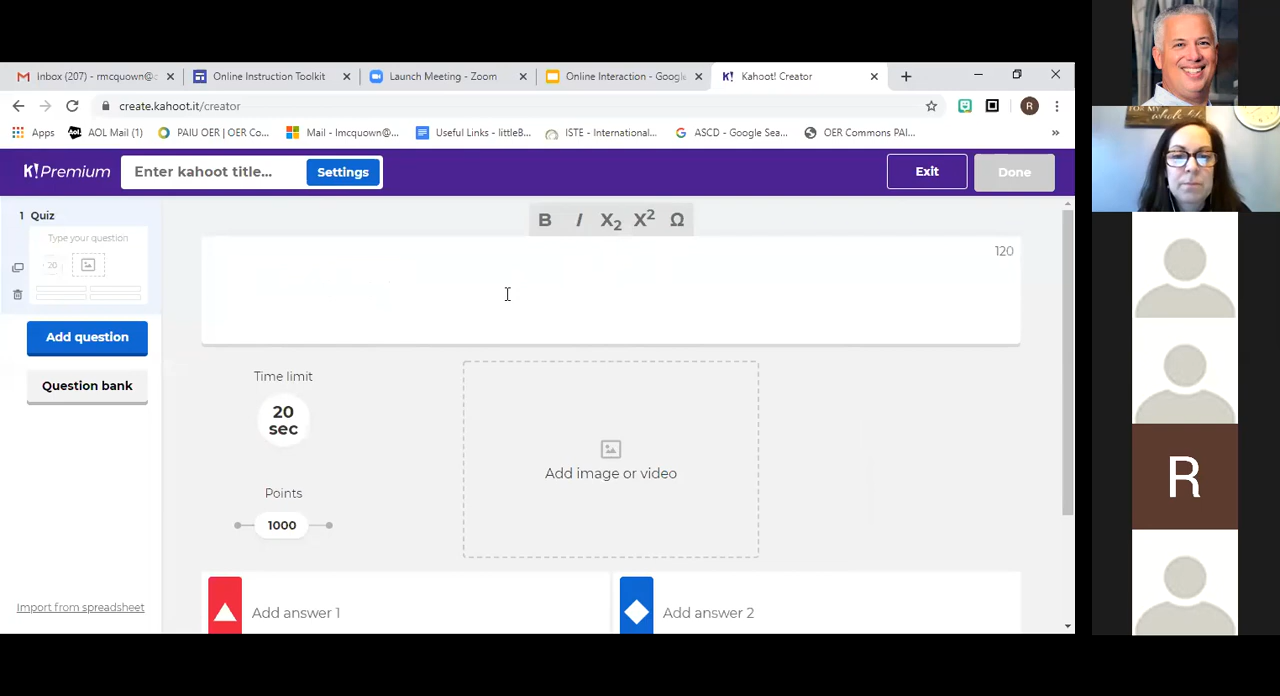 Inbox (207) - rmcquown@c
Online Instruction Toolkit
Launch Meeting - Zoom
Online Interaction - Google
K! Kahoot! Creator
create.kahoot.it/creator
R
Apps
AOL Mail (1)
PAIU OER | OER Co...
Mail - lmcquown@...
Useful Links - littleB...
ISTE - International...
ASCD - Google Sea...
OER Commons PAI...
»
K!Premium
Enter kahoot title...
Settings
Exit
Done
1 Quiz
Type your question
20
B I X2 X2 Ω
120
Add question
Question bank
Time limit
20
sec
Points
1000
Add image or video
Import from spreadsheet
Add answer 1
Add answer 2
R